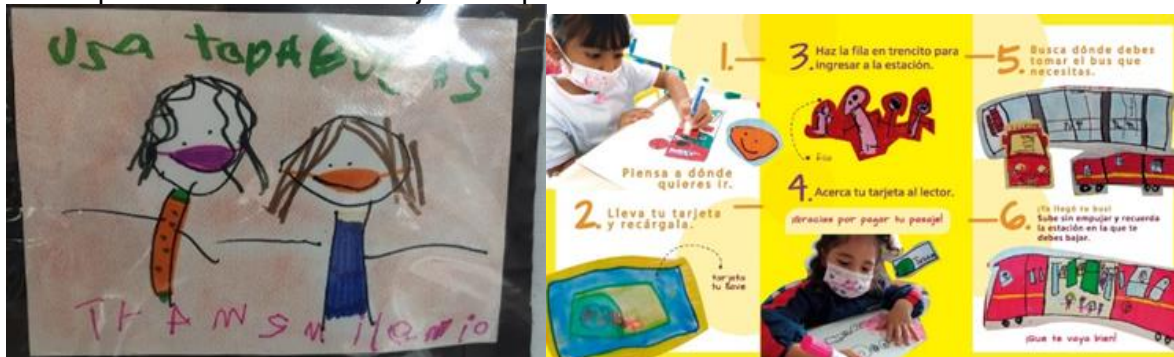 USA TOPABOCAS
TRANSMILENIO
1.
Piensa a dónde
quieres ir.
2. Lleva tu tarjeta
y recárgala.
tarjeta
tu llave
3. Haz la fila en trencito para
ingresar a la estación.
fila
4. Acerca tu tarjeta al lector.
¡Gracias por pagar tu pasaje!
5. Busca dónde debes
tomar el bus que
necesitas.
6. ¡Ya llegó tu bus!
Sube sin empujar y recuerda
la estación en la que te
debes bajar.
¡Que te vaya bien!